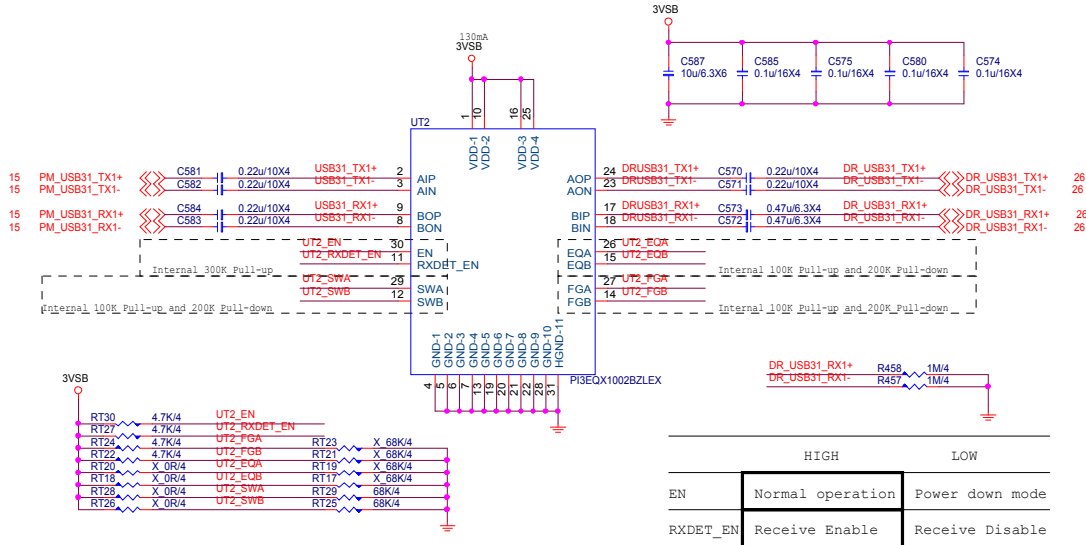 3VSB
C587 C585 C575 C580 C574
10u/6.3X6 0.1u/16X4 0.1u/16X4 0.1u/16X4 0.1u/16X4
130mA
3VSB
1 10 16 25
UT2
VDD-1 VDD-2 VDD-3 VDD-4
15 PM_USB31_TX1+ C581 0.22u/10X4 USB31_TX1+ 2 AIP AOP 24 DRUSB31_TX1+ C570 0.22u/10X4 DR_USB31_TX1+ DR_USB31_TX1+ 26
15 PM_USB31_TX1- C582 0.22u/10X4 USB31_TX1- 3 AIN AON 23 DRUSB31_TX1- C571 0.22u/10X4 DR_USB31_TX1- DR_USB31_TX1- 26
15 PM_USB31_RX1+ C584 0.22u/10X4 USB31_RX1+ 9 BOP BIP 17 DRUSB31_RX1+ C573 0.47u/6.3X4 DR_USB31_RX1+ DR_USB31_RX1+ 26
15 PM_USB31_RX1- C583 0.22u/10X4 USB31_RX1- 8 BON BIN 18 DRUSB31_RX1- C572 0.47u/6.3X4 DR_USB31_RX1- DR_USB31_RX1- 26
UT2_EN 30 EN EQA 26 UT2_EQA
UT2_RXDET_EN 11 RXDET_EN EQB 15 UT2_EQB
Internal 300K Pull-up Internal 100K Pull-up and 200K Pull-down
UT2_SWA 29 SWA FGA 27 UT2_FGA
UT2_SWB 12 SWB FGB 14 UT2_FGB
Internal 100K Pull-up and 200K Pull-down Internal 100K Pull-up and 200K Pull-down
GND-1 GND-2 GND-3 GND-4 GND-5 GND-6 GND-7 GND-8 GND-9 GND-10 HGND-11
4 5 6 7 13 19 20 21 22 28 31
PI3EQX1002BZLEX
DR_USB31_RX1+ R458 1M/4
DR_USB31_RX1- R457 1M/4
3VSB
RT30 4.7K/4 UT2_EN
RT27 4.7K/4 UT2_RXDET_EN
RT24 4.7K/4 UT2_FGA RT23 X_68K/4
RT22 4.7K/4 UT2_FGB RT21 X_68K/4
RT20 X_0R/4 UT2_EQA RT19 X_68K/4
RT18 X_0R/4 UT2_EQB RT17 X_68K/4
RT28 X_0R/4 UT2_SWA RT29 68K/4
RT26 X_0R/4 UT2_SWB RT25 68K/4
HIGH LOW
EN Normal operation Power down mode
RXDET_EN Receive Enable Receive Disable